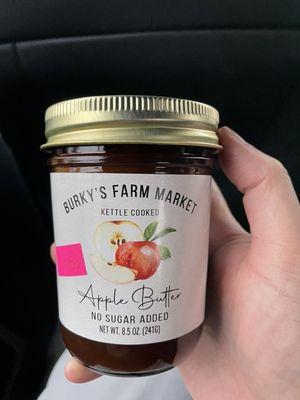 BURKY'S FARM MARKET
KETTLE COOKED
Apple Butter
NO SUGAR ADDED
NET WT. 8.5 OZ. (241G)